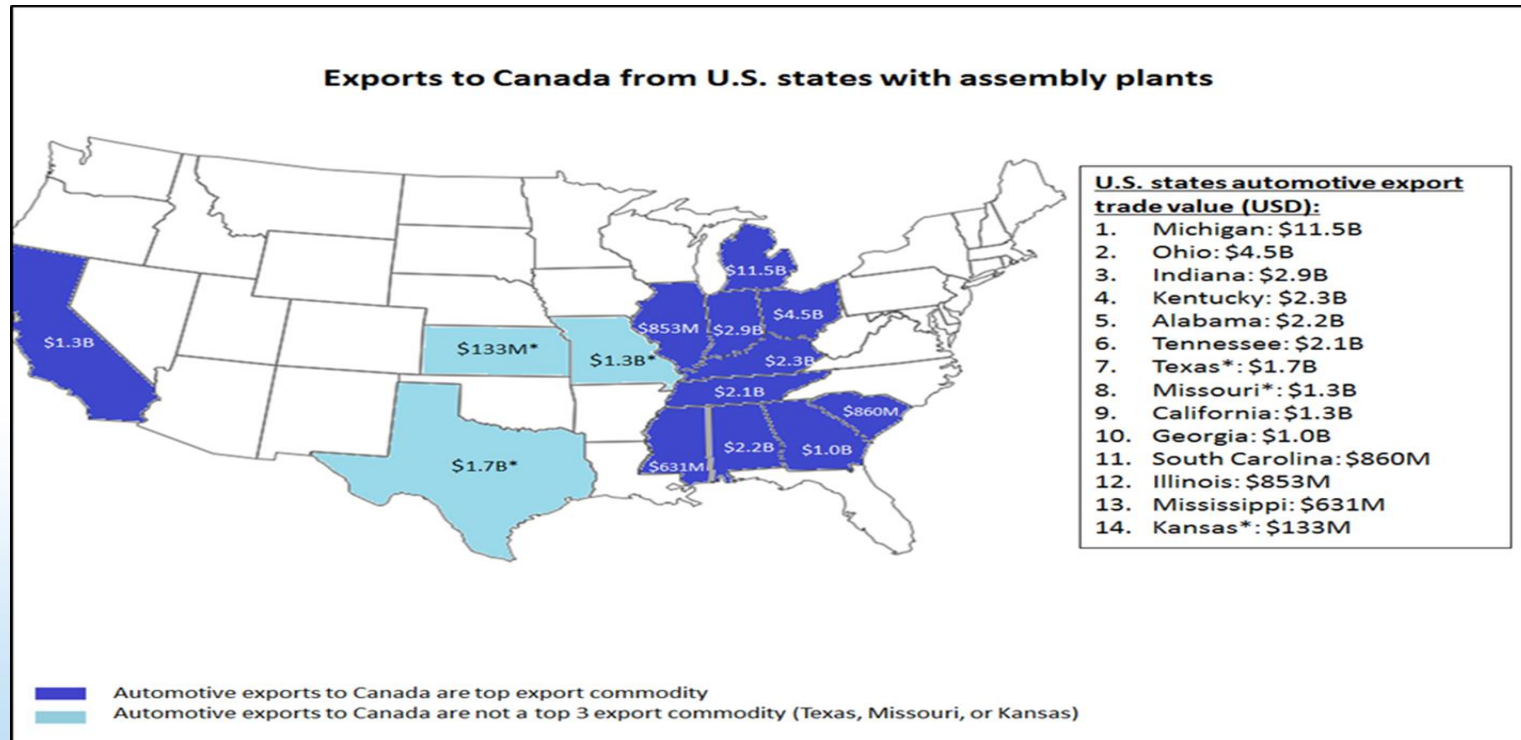 Exports to Canada from U.S. states with assembly plants
U.S. states automotive export
trade value (USD):
1. Michigan: $11.5B
2. Ohio: $4.5B
3. Indiana: $2.9B
4. Kentucky: $2.3B
5. Alabama: $2.2B
6. Tennessee: $2.1B
7. Texas*: $1.7B
8. Missouri*: $1.3B
9. California: $1.3B
10. Georgia: $1.0B
11. South Carolina: $860M
12. Illinois: $853M
13. Mississippi: $631M
14. Kansas*: $133M
$11.5B
$4.5B
$853M
$2.9B
$1.3B
$133M*
$1.3B*
$2.3B
$2.1B
$860M
$2.2B
$1.0B
$1.7B*
$631M
Automotive exports to Canada are top export commodity
Automotive exports to Canada are not a top 3 export commodity (Texas, Missouri, or Kansas)